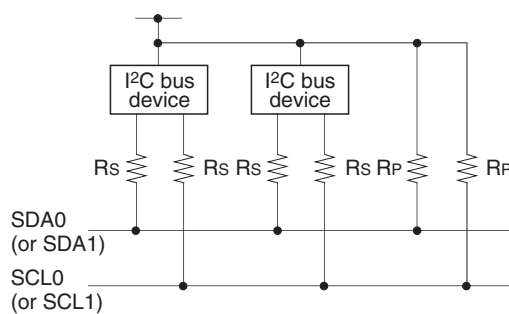 I²C bus
device
I²C bus
device
RS
RS
RS
RS
RP
RP
SDA0
(or SDA1)
SCL0
(or SCL1)